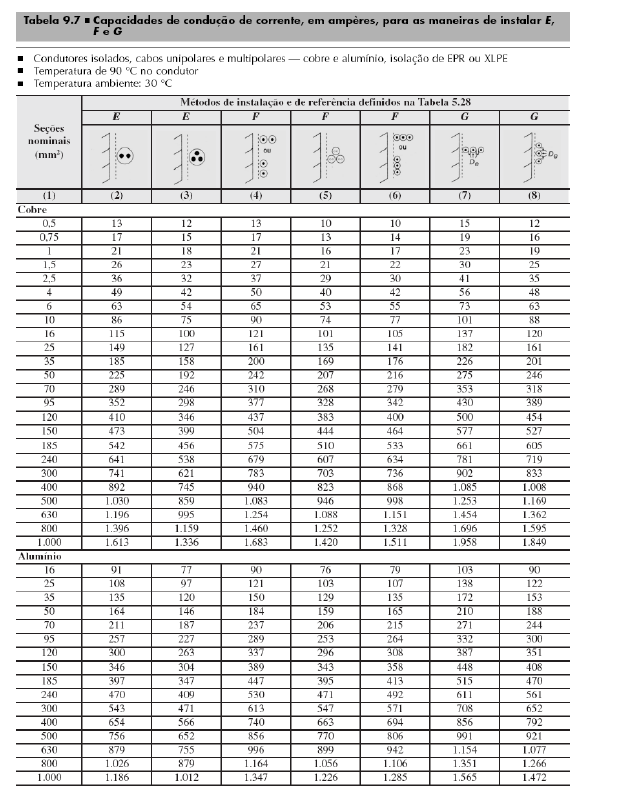 Tabela 9.7 ■ Capacidades de condução de corrente, em ampères, para as maneiras de instalar E,
F e G
■ Condutores isolados, cabos unipolares e multipolares — cobre e alumínio, isolação de EPR ou XLPE
■ Temperatura de 90 °C no condutor
■ Temperatura ambiente: 30 °C
Métodos de instalação e de referência definidos na Tabela 5.28
Seções nominais (mm²) E E F F F G G
ou ou De De
(1) (2) (3) (4) (5) (6) (7) (8)
Cobre
0,5 13 12 13 10 10 15 12
0,75 17 15 17 13 14 19 16
1 21 18 21 16 17 23 19
1,5 26 23 27 21 22 30 25
2,5 36 32 37 29 30 41 35
4 49 42 50 40 42 56 48
6 63 54 65 53 55 73 63
10 86 75 90 74 77 101 88
16 115 100 121 101 105 137 120
25 149 127 161 135 141 182 161
35 185 158 200 169 176 226 201
50 225 192 242 207 216 275 246
70 289 246 310 268 279 353 318
95 352 298 377 328 342 430 389
120 410 346 437 383 400 500 454
150 473 399 504 444 464 577 527
185 542 456 575 510 533 661 605
240 641 538 679 607 634 781 719
300 741 621 783 703 736 902 833
400 892 745 940 823 868 1.085 1.008
500 1.030 859 1.083 946 998 1.253 1.169
630 1.196 995 1.254 1.088 1.151 1.454 1.362
800 1.396 1.159 1.460 1.252 1.328 1.696 1.595
1.000 1.613 1.336 1.683 1.420 1.511 1.958 1.849
Alumínio
16 91 77 90 76 79 103 90
25 108 97 121 103 107 138 122
35 135 120 150 129 135 172 153
50 164 146 184 159 165 210 188
70 211 187 237 206 215 271 244
95 257 227 289 253 264 332 300
120 300 263 337 296 308 387 351
150 346 304 389 343 358 448 408
185 397 347 447 395 413 515 470
240 470 409 530 471 492 611 561
300 543 471 613 547 571 708 652
400 654 566 740 663 694 856 792
500 756 652 856 770 806 991 921
630 879 755 996 899 942 1.154 1.077
800 1.026 879 1.164 1.056 1.106 1.351 1.266
1.000 1.186 1.012 1.347 1.226 1.285 1.565 1.472